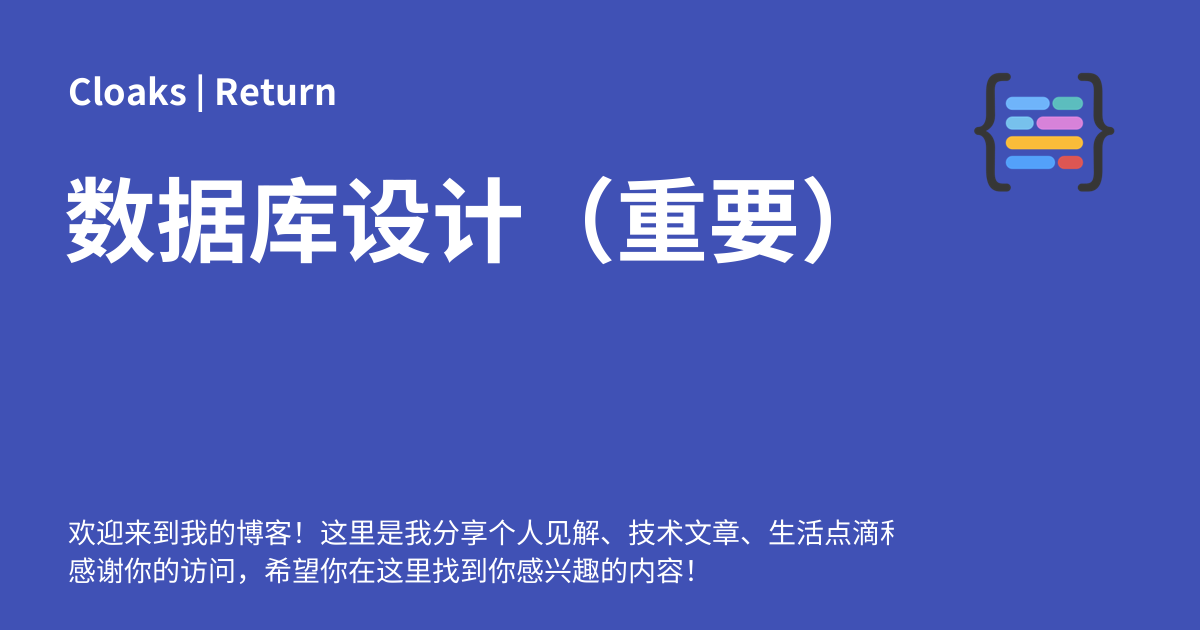 Cloaks | Return
数据库设计（重要）
欢迎来到我的博客！这里是我分享个人见解、技术文章、生活点滴
感谢你的访问，希望你在这里找到你感兴趣的内容！